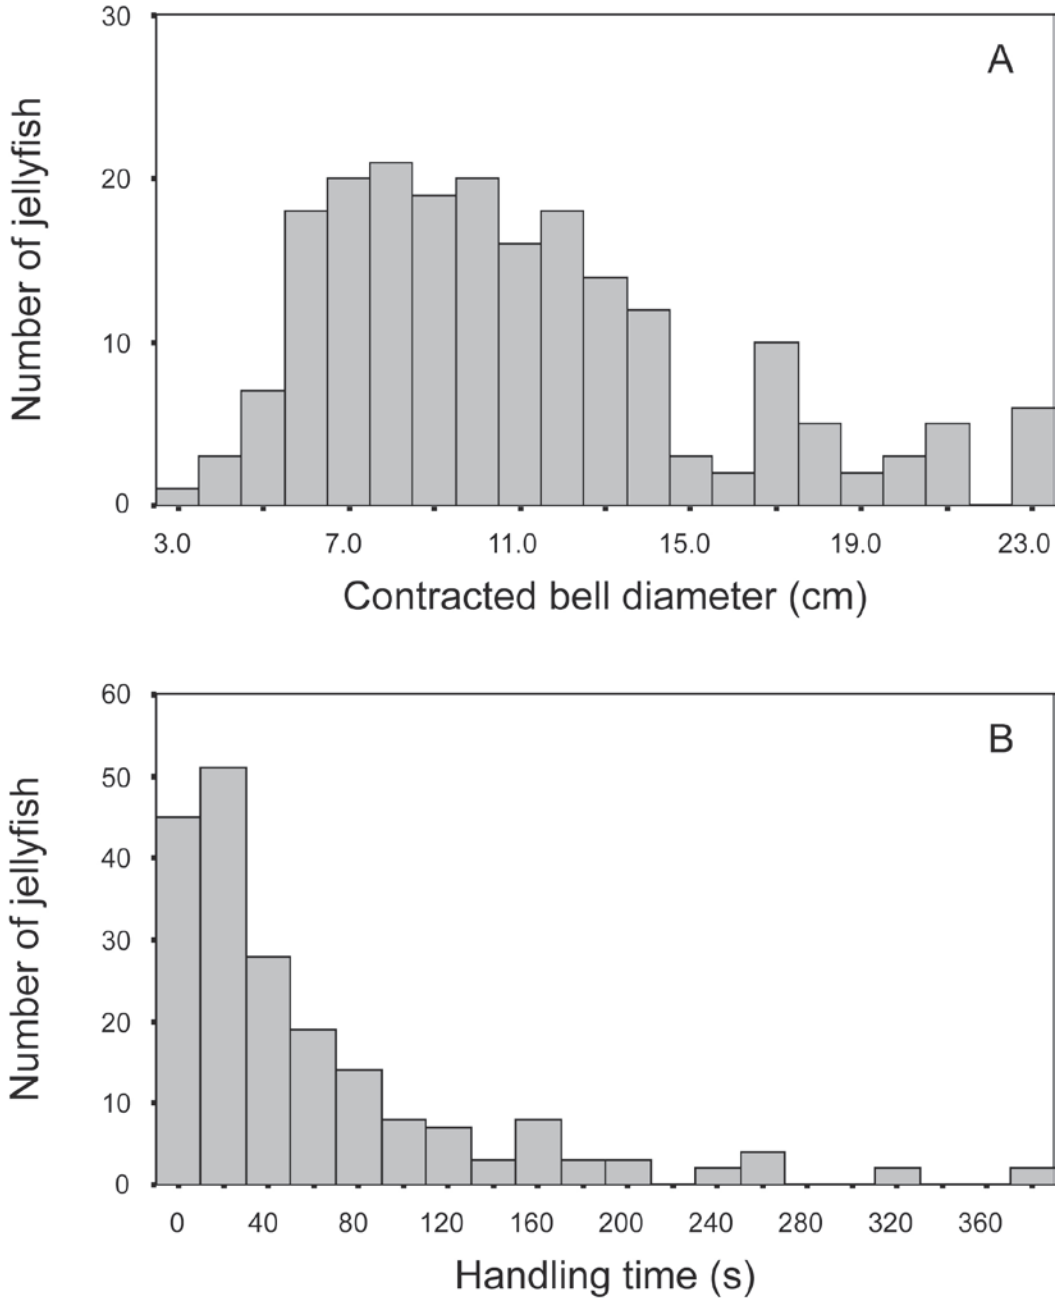 30
A
20
10
0
Number of jellyfish
3.0 7.0 11.0 15.0 19.0 23.0
Contracted bell diameter (cm)
60
B
50
40
30
20
10
0
Number of jellyfish
0 40 80 120 160 200 240 280 320 360
Handling time (s)